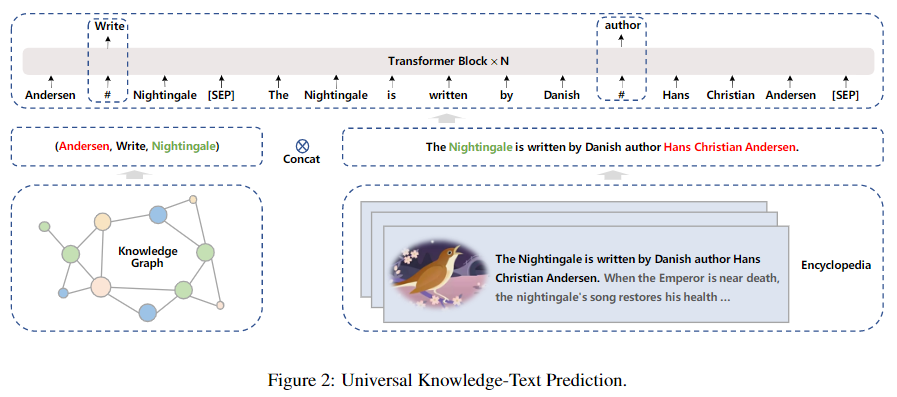 Write
author
Transformer Block × N
Andersen # Nightingale [SEP] The Nightingale is written by Danish # Hans Christian Andersen [SEP]
(Andersen, Write, Nightingale)
Concat
The Nightingale is written by Danish author Hans Christian Andersen.
Knowledge
Graph
The Nightingale is written by Danish author Hans
Christian Andersen. When the Emperor is near death,
the nightingale's song restores his health ...
Encyclopedia
Figure 2: Universal Knowledge-Text Prediction.